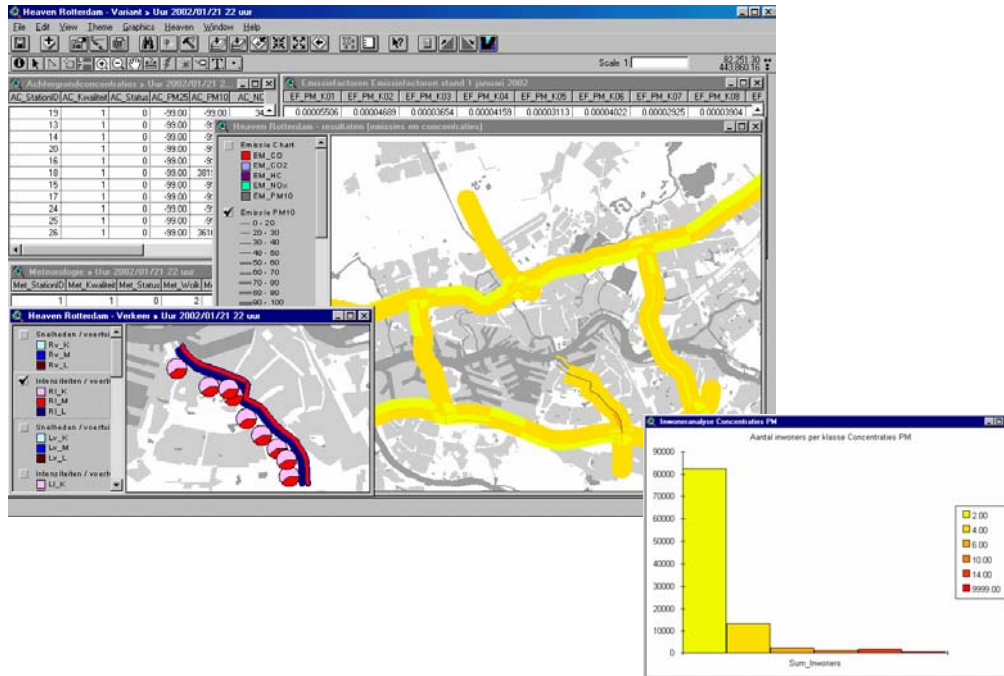 Heaven Rotterdam - Variant » Uur 2002/01/21 22 uur
File Edit View Theme Graphics Heaven Window Help
Scale 1:
82,251.30
443,860.16
Achtergrondconcentraties » Uur 2002/01/21 2...
AC_StationID AC_Kwaliteit AC_Status AC_PM25 AC_PM10 AC_NO
19 1 0 -99.00 -99.00 34
13 1 0 -99.00
14 1 0 -99.00
20 1 0 -99.00
16 1 0 -99.00
18 1 0 -99.00
15 1 0 -99.00
17 1 0 -99.00
24 1 0 -99.00
25 1 0 -99.00
26 1 0 -99.00
Emissiefactoren Emissiefactoren stand 1 januari 2002
EF_PM_K01 EF_PM_K02 EF_PM_K03 EF_PM_K04 EF_PM_K05 EF_PM_K06 EF_PM_K07 EF_PM_K08 EF
0.00005506 0.00004689 0.00003654 0.00004159 0.00003113 0.00004022 0.00002925 0.00003904
Heaven Rotterdam - resultaten [emissies en concentraties]
Emissie Chart
EM_CO
EM_CO2
EM_HC
EM_NOx
EM_PM10
Emissie PM10
0 - 20
20 - 30
30 - 40
40 - 50
50 - 60
60 - 70
70 - 80
80 - 90
90 - 100
Meteorologie » Uur 2002/01/21 22 uur
Met_StationID Met_Kwaliteit Met_Status Met_Wolk
1 1 0 2
Heaven Rotterdam - Verkeer » Uur 2002/01/21 22 uur
Snelheden / voertui
Rv_K
Rv_M
Rv_L
Intensiteiten / voert
RI_K
RI_M
RI_L
Snelheden / voertui
Lv_K
Lv_M
Lv_L
Intensiteiten / voert
LI_K
Inwoneranalyse Concentraties PM
Aantal inwoners per klasse Concentraties PM
90000
80000
70000
60000
50000
40000
30000
20000
10000
0
Sum_Inwoners
2.00
4.00
6.00
10.00
14.00
9999.00